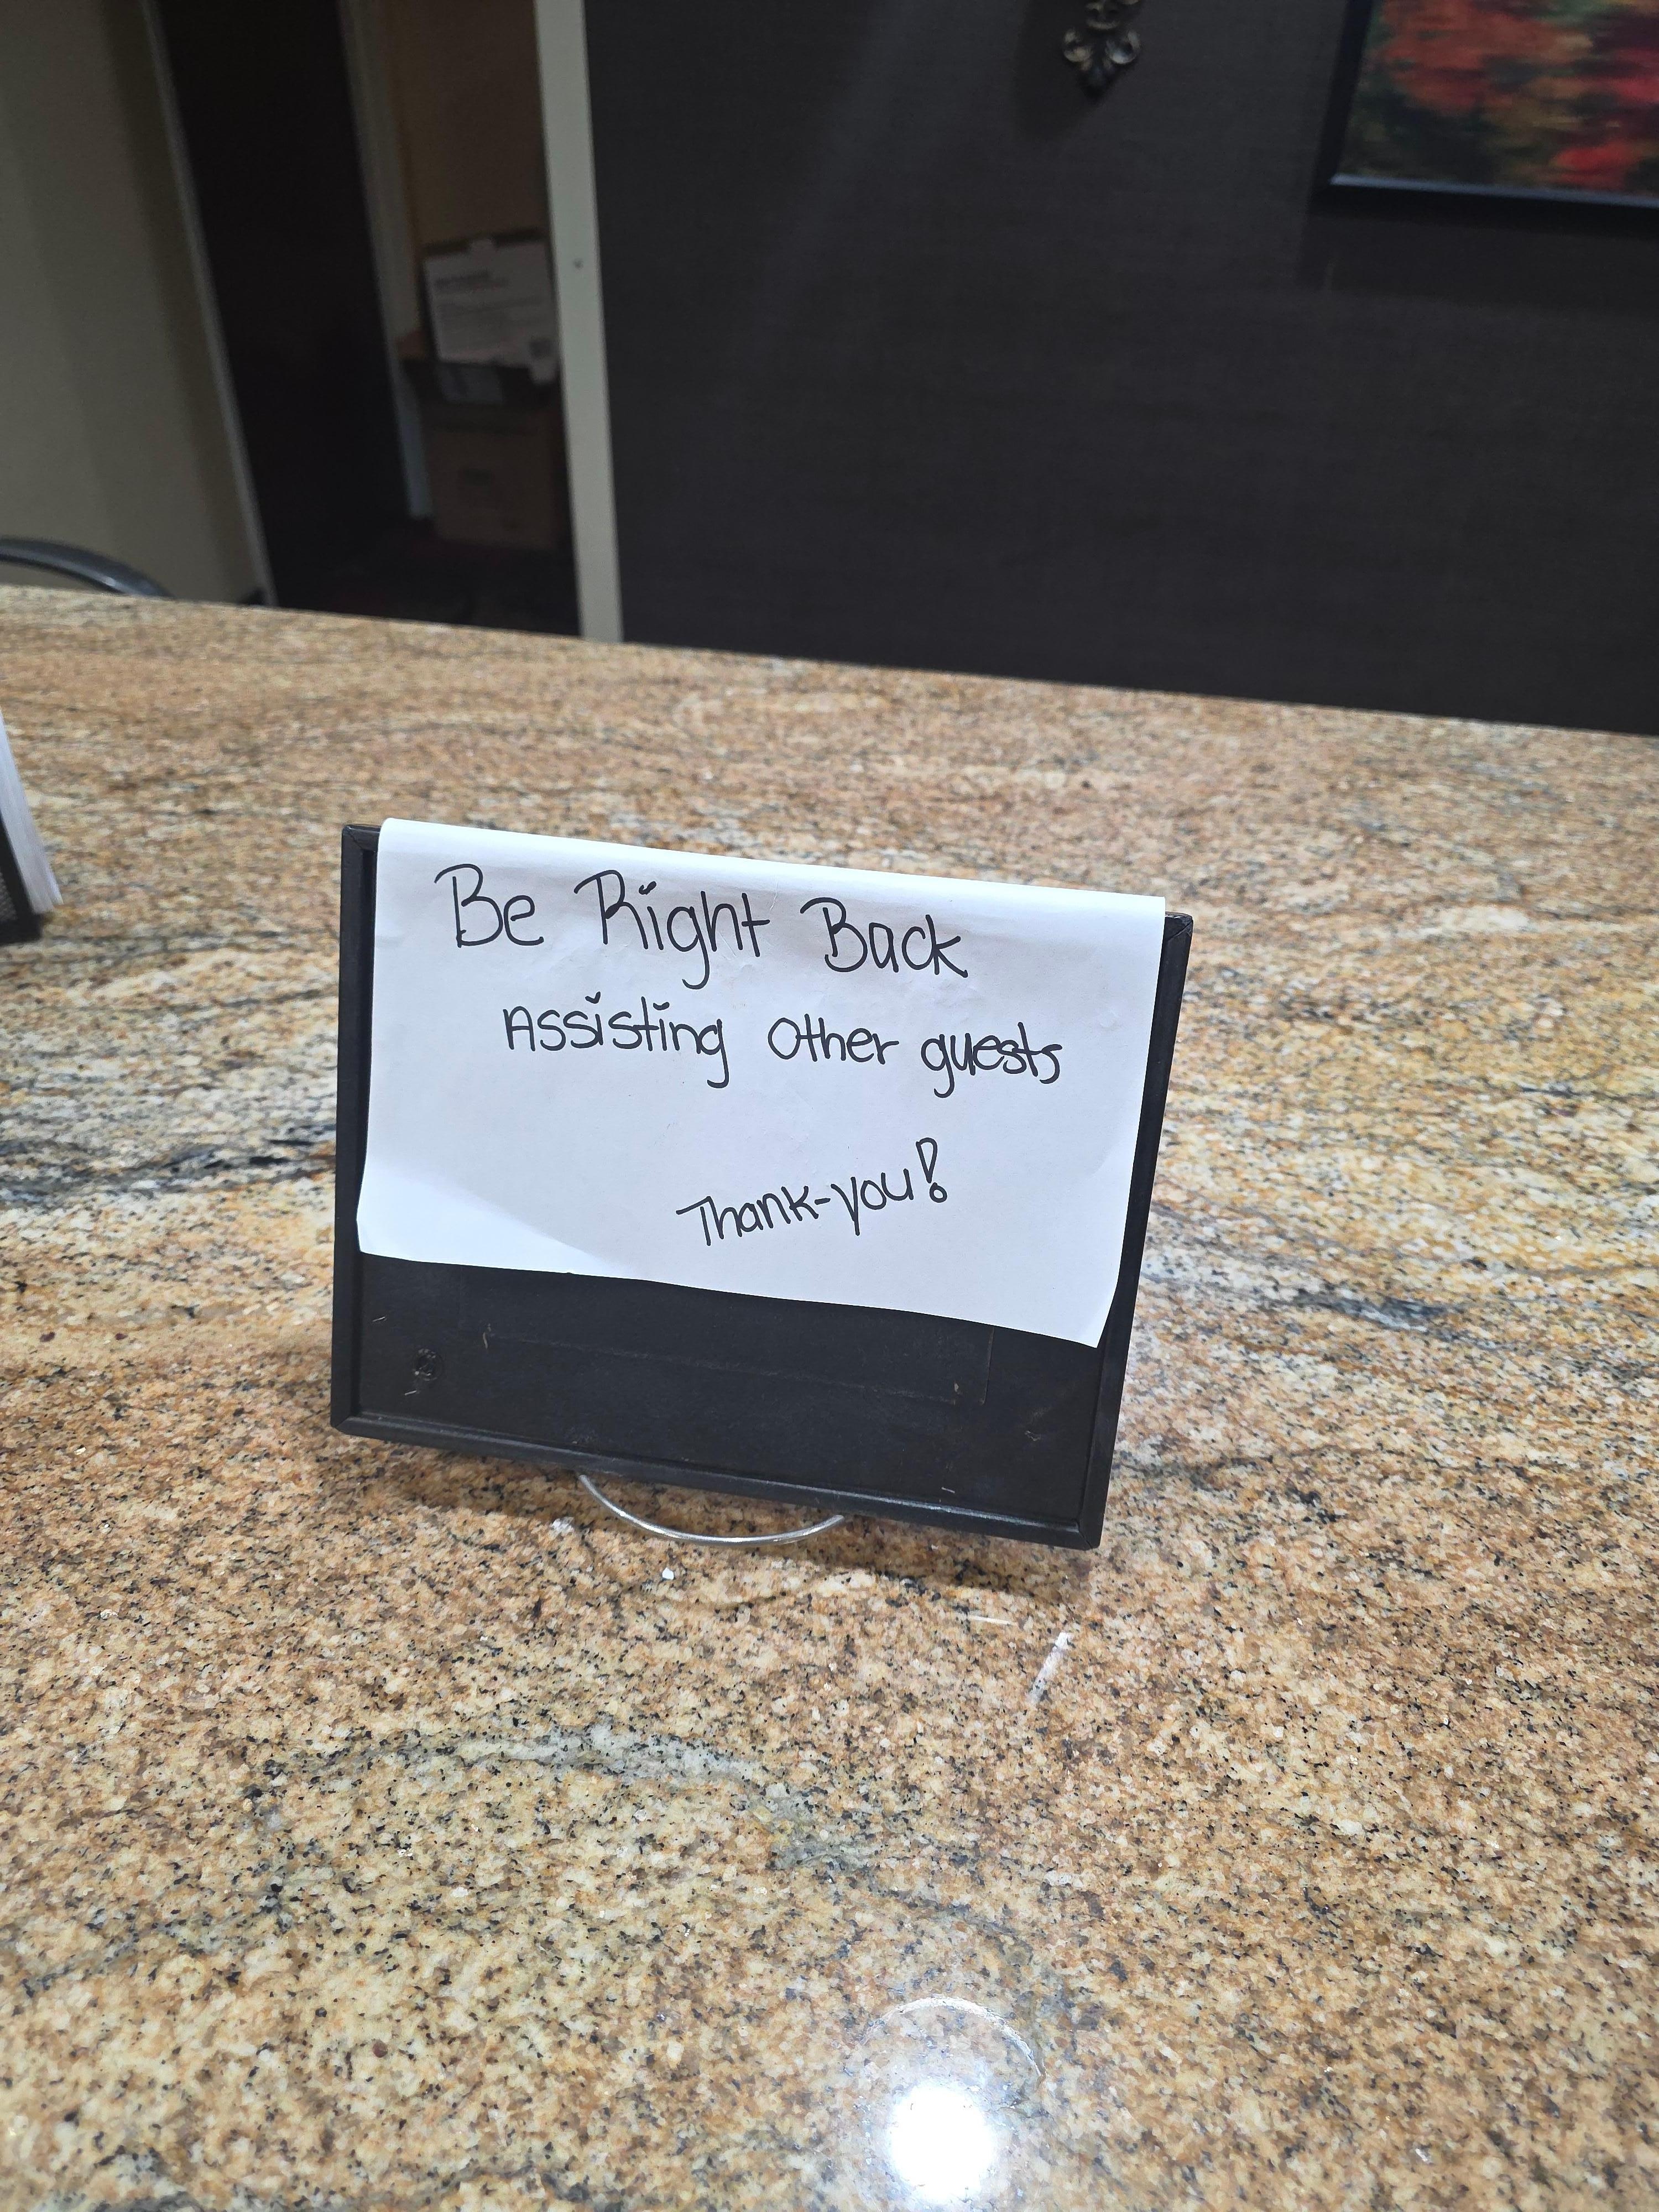 Be Right Back
Assisting other guests
Thank-you!